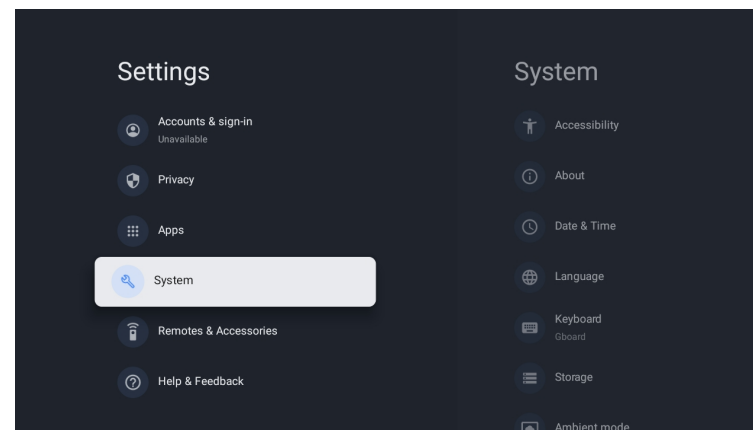 Settings
Accounts & sign-in
Unavailable
Privacy
Apps
System
Remotes & Accessories
Help & Feedback
System
Accessibility
About
Date & Time
Language
Keyboard
Gboard
Storage
Ambient mode